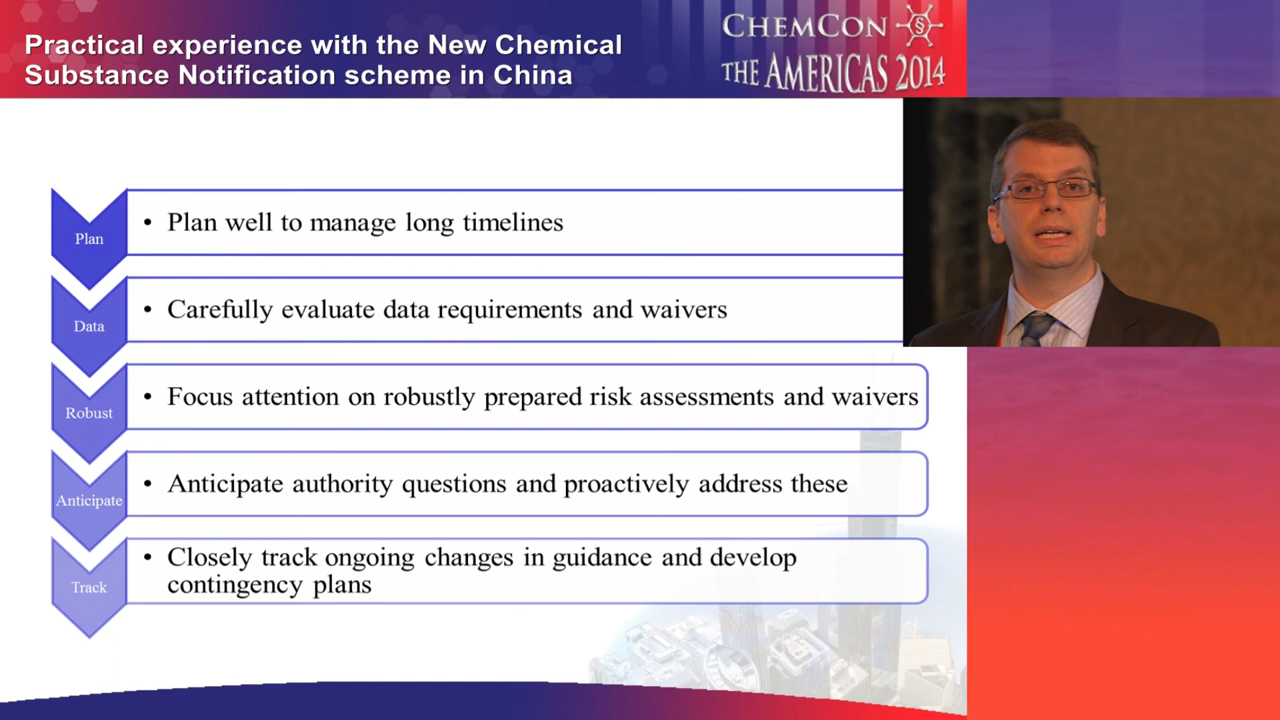 Practical experience with the New Chemical
Substance Notification scheme in China
CHEMCON §
THE AMERICAS 2014
Plan
• Plan well to manage long timelines
Data
• Carefully evaluate data requirements and waivers
Robust
• Focus attention on robustly prepared risk assessments and waivers
Anticipate
• Anticipate authority questions and proactively address these
Track
• Closely track ongoing changes in guidance and develop
contingency plans